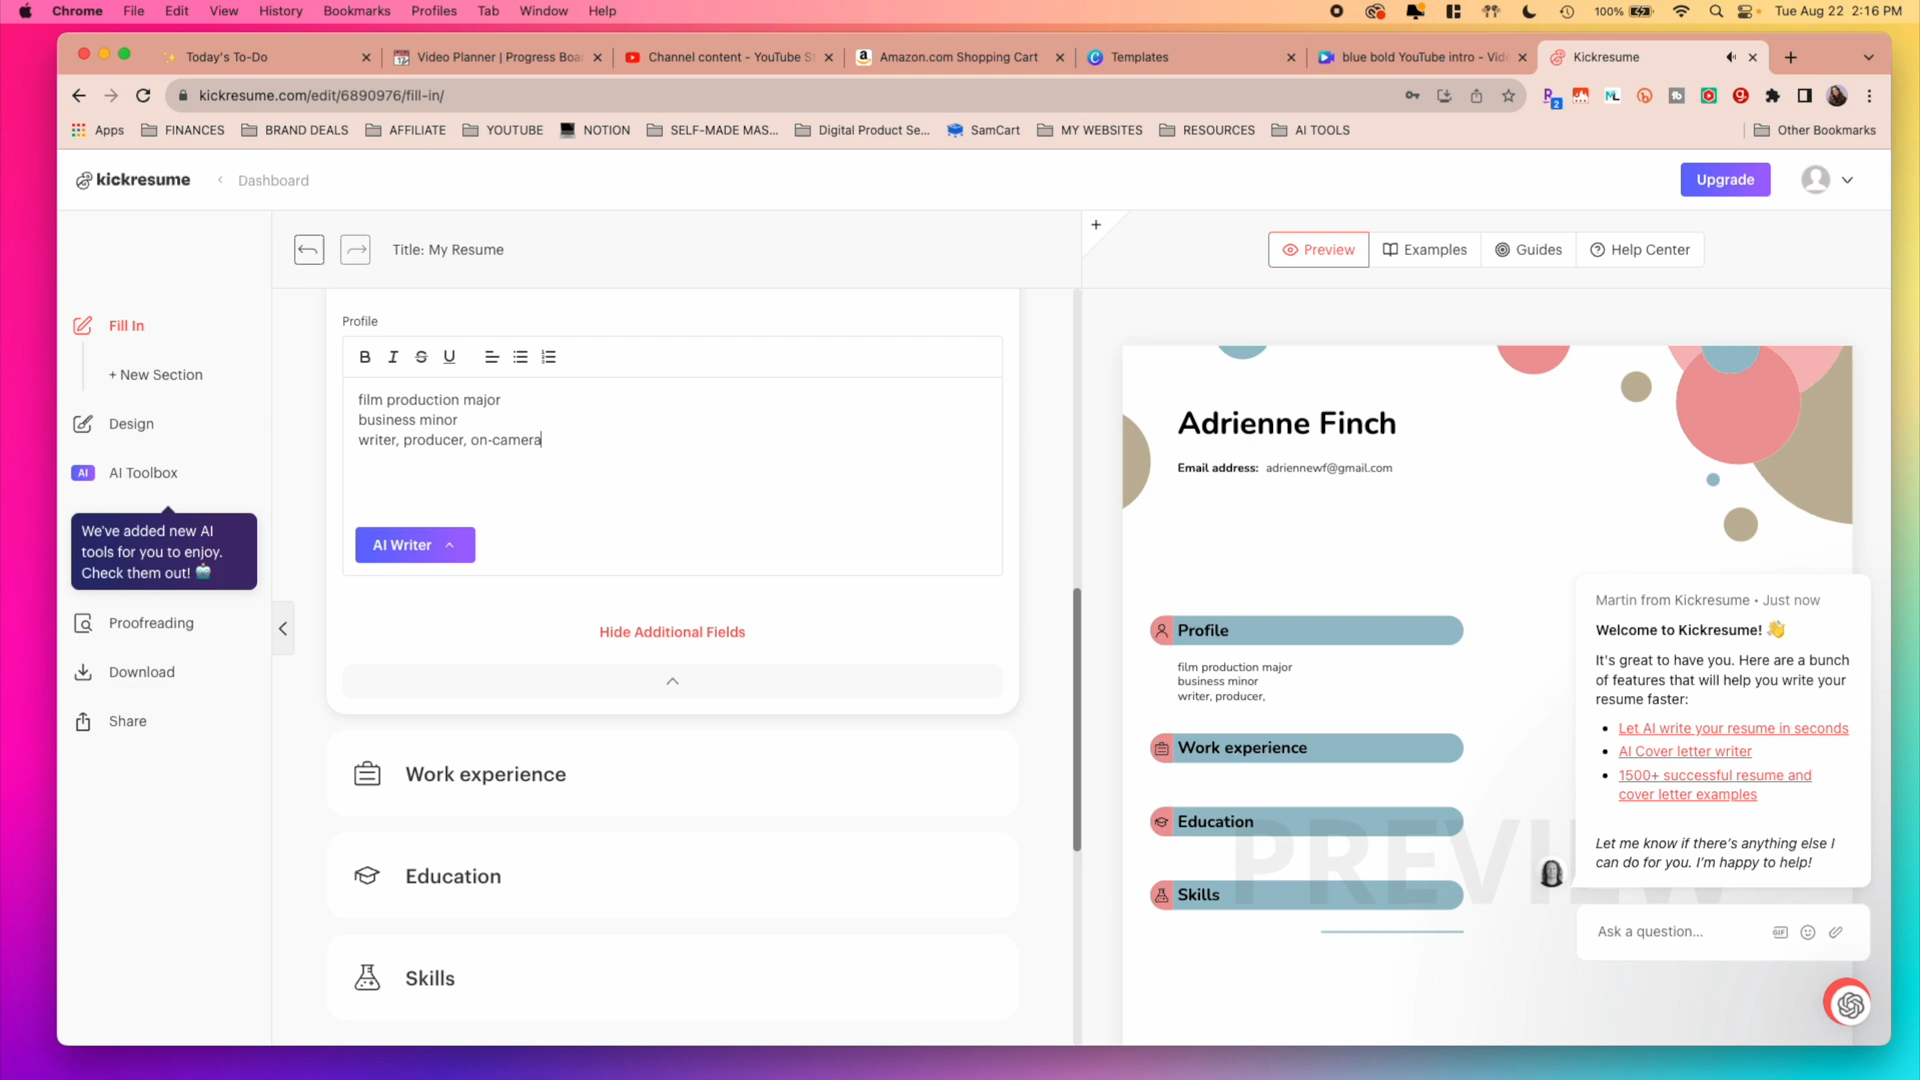 Chrome File Edit View History Bookmarks Profiles Tab Window Help
100% Tue Aug 22 2:16 PM
Today's To-Do
Video Planner | Progress Boa
Channel content - YouTube S
Amazon.com Shopping Cart
Templates
blue bold YouTube intro - Vid
Kickresume
kickresume.com/edit/6890976/fill-in/
Apps FINANCES BRAND DEALS AFFILIATE YOUTUBE NOTION SELF-MADE MAS... Digital Product Se... SamCart MY WEBSITES RESOURCES AI TOOLS Other Bookmarks
kickresume Dashboard Upgrade
Title: My Resume
Preview Examples Guides Help Center
Fill In
+ New Section
Design
AI AI Toolbox
We've added new AI
tools for you to enjoy.
Check them out!
Proofreading
Download
Share
Profile
B I S U
film production major
business minor
writer, producer, on-camera
AI Writer
Hide Additional Fields
Work experience
Education
Skills
Adrienne Finch
Email address: adriennewf@gmail.com
Profile
film production major
business minor
writer, producer,
Work experience
Education
Skills
Martin from Kickresume • Just now
Welcome to Kickresume! 👋
It's great to have you. Here are a bunch
of features that will help you write your
resume faster:
• Let AI write your resume in seconds
• AI Cover letter writer
• 1500+ successful resume and
cover letter examples
Let me know if there's anything else I
can do for you. I'm happy to help!
Ask a question...
GIF